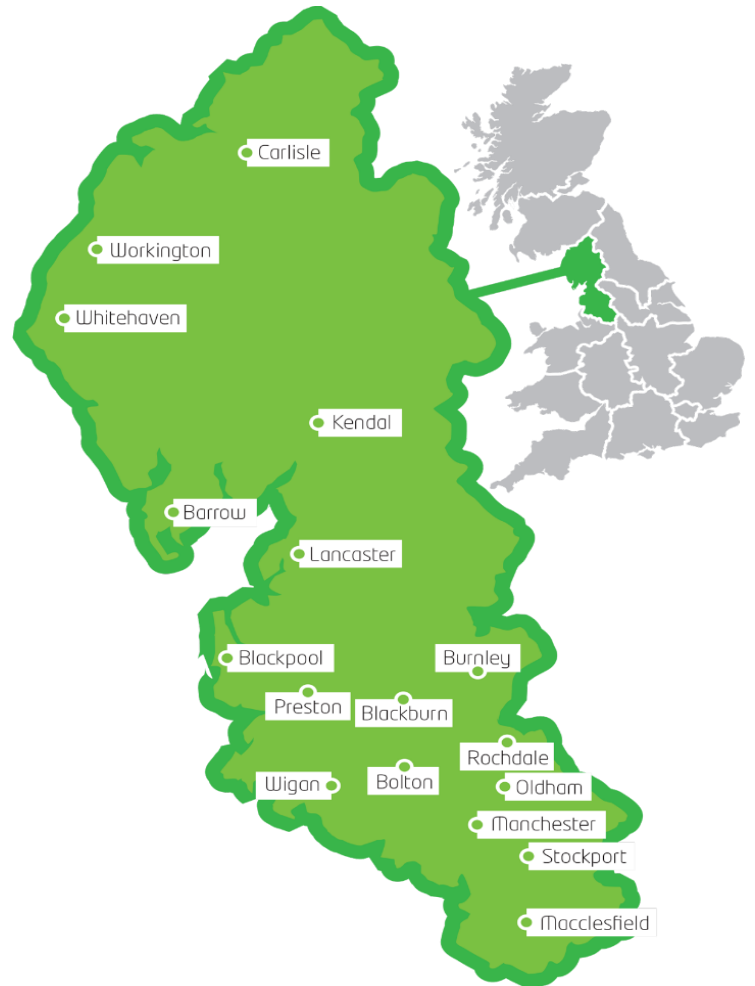 Carlisle
Workington
Whitehaven
Kendal
Barrow
Lancaster
Blackpool
Burnley
Preston
Blackburn
Rochdale
Wigan
Bolton
Oldham
Manchester
Stockport
Macclesfield